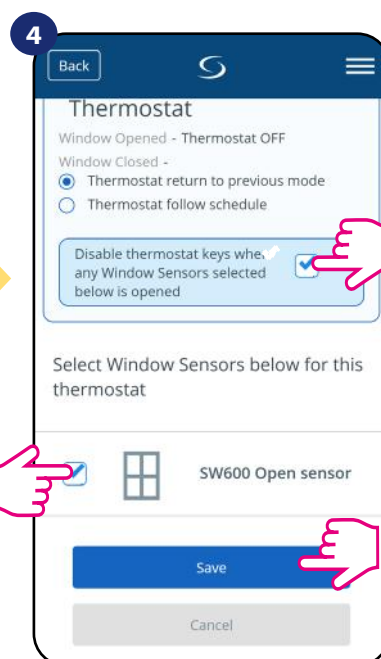 4
Back
Thermostat
Window Opened - Thermostat OFF
Window Closed -
Thermostat return to previous mode
Thermostat follow schedule
Disable thermostat keys when
any Window Sensors selected
below is opened
Select Window Sensors below for this
thermostat
SW600 Open sensor
Save
Cancel